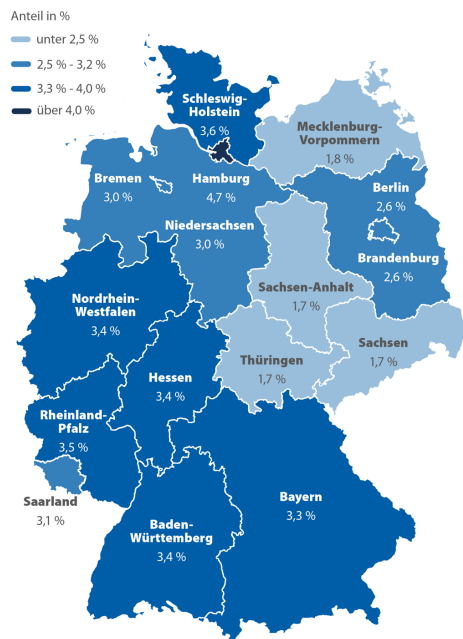 Anteil in %
unter 2,5 %
2,5 % - 3,2 %
3,3 % - 4,0 %
über 4,0 %
Schleswig-
Holstein
3,6 %
Mecklenburg-
Vorpommern
1,8 %
Bremen
3,0 %
Hamburg
4,7 %
Berlin
2,6 %
Niedersachsen
3,0 %
Brandenburg
2,6 %
Sachsen-Anhalt
1,7 %
Nordrhein-
Westfalen
3,4 %
Sachsen
1,7 %
Thüringen
1,7 %
Hessen
3,4 %
Rheinland-
Pfalz
3,5 %
Saarland
3,1 %
Bayern
3,3 %
Baden-
Württemberg
3,4 %